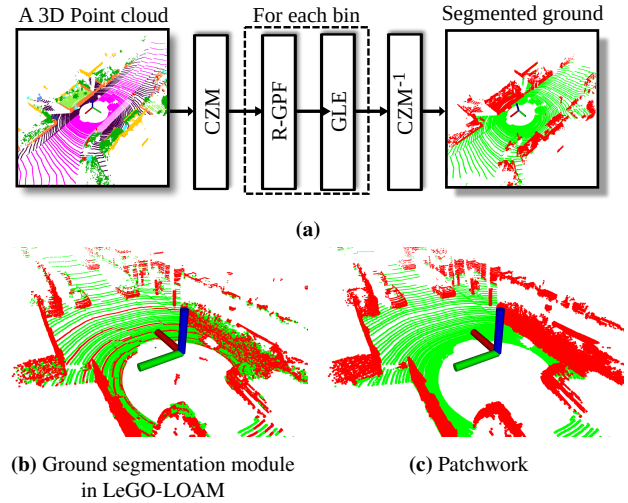 A 3D Point cloud
For each bin
Segmented ground
CZM
R-GPF
GLE
CZM⁻¹
(a)
(b) Ground segmentation module
in LeGO-LOAM
(c) Patchwork